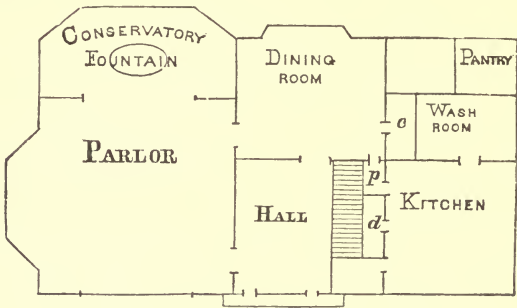 CONSERVATORY
FOUNTAIN
DINING
ROOM
PANTRY
c
WASH
ROOM
PARLOR
p
HALL
d
KITCHEN